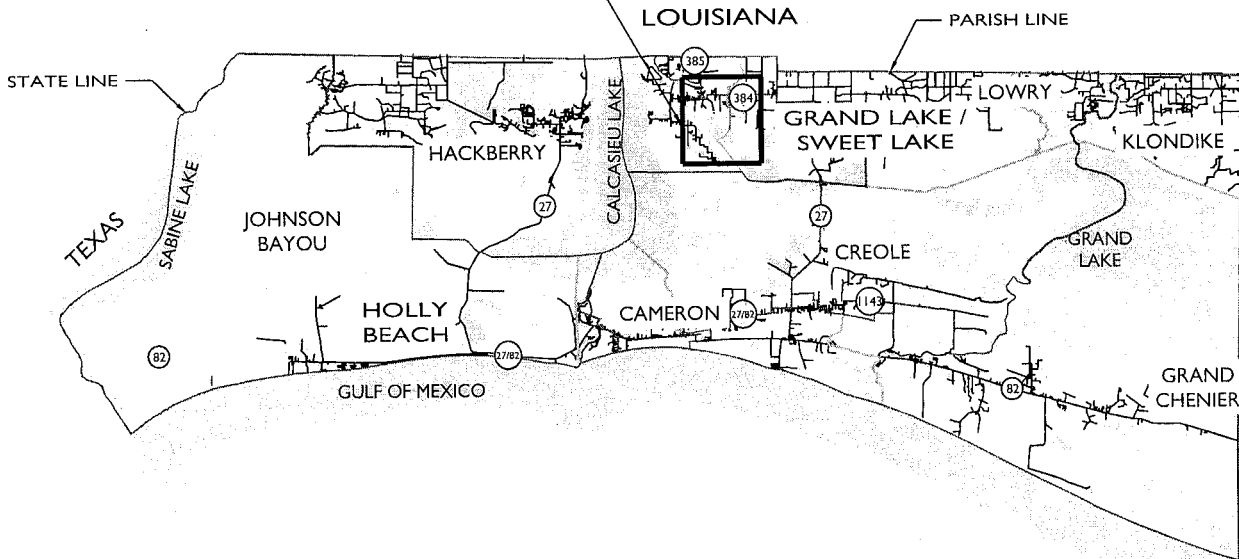 LOUISIANA
PARISH LINE
STATE LINE
385
384
LOWRY
GRAND LAKE /
SWEET LAKE
KLONDIKE
HACKBERRY
CALCASIEU LAKE
TEXAS
SABINE LAKE
JOHNSON
BAYOU
27
27
GRAND
LAKE
CREOLE
HOLLY
BEACH
CAMERON
27/82
1143
82
27/82
GULF OF MEXICO
82
GRAND
CHENIER